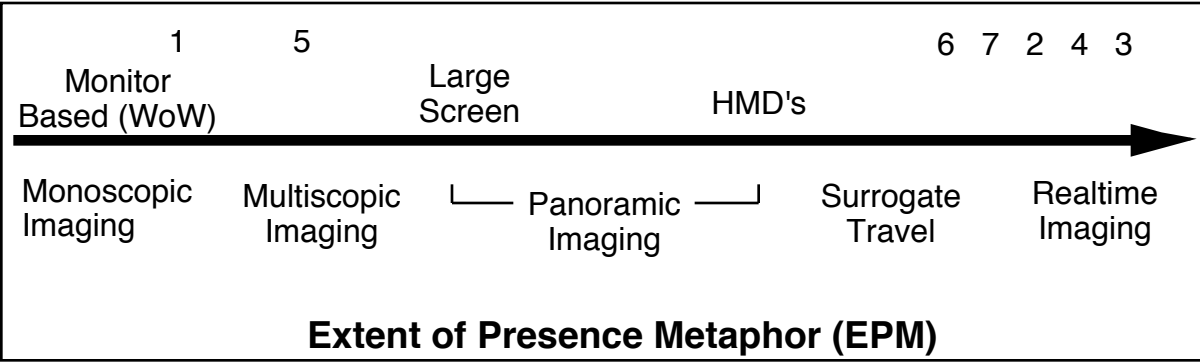 1 5 6 7 2 4 3
Monitor
Based (WoW)
Large
Screen
HMD's
Monoscopic
Imaging
Multiscopic
Imaging
Panoramic
Imaging
Surrogate
Travel
Realtime
Imaging
Extent of Presence Metaphor (EPM)